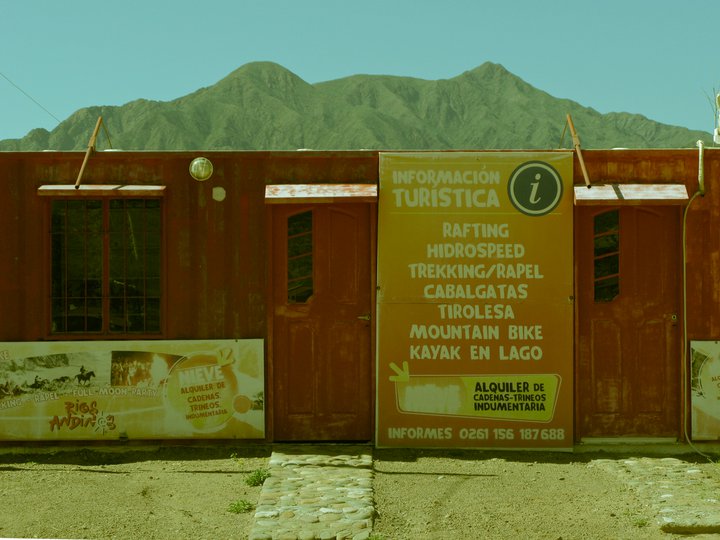 INFORMACIÓN
TURÍSTICA
i
RAFTING
HIDROSPEED
TREKKING/RAPEL
CABALGATAS
TIROLESA
MOUNTAIN BIKE
KAYAK EN LAGO
ALQUILER DE
CADENAS-TRINEOS
INDUMENTARIA
INFORMES 0261 156 187688
NIEVE
ALQUILER DE
CADENAS,
TRINEOS,
INDUMENTARIA
RAPEL - FULL-MOON PARTY
RIOS
ANDINOS